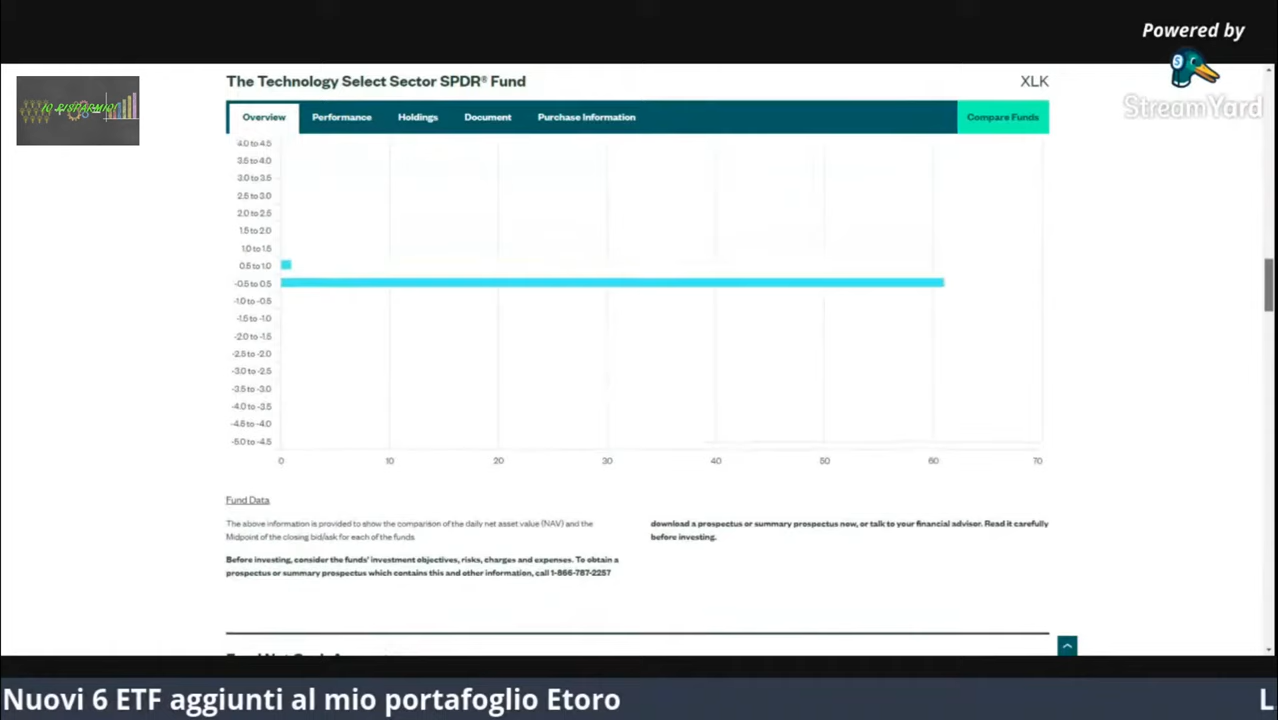 Powered by
StreamYard
IO RISPARMIO!
The Technology Select Sector SPDR® Fund
XLK
Overview
Performance
Holdings
Document
Purchase Information
Compare Funds
4.0 to 4.5
3.5 to 4.0
3.0 to 3.5
2.5 to 3.0
2.0 to 2.5
1.5 to 2.0
1.0 to 1.5
0.5 to 1.0
-0.5 to 0.5
-1.0 to -0.5
-1.5 to -1.0
-2.0 to -1.5
-2.5 to -2.0
-3.0 to -2.5
-3.5 to -3.0
-4.0 to -3.5
-4.5 to -4.0
-5.0 to -4.5
0 10 20 30 40 50 60 70
Fund Data
The above information is provided to show the comparison of the daily net asset value (NAV) and the
Midpoint of the closing bid/ask for each of the funds.
Before investing, consider the funds' investment objectives, risks, charges and expenses. To obtain a
prospectus or summary prospectus which contains this and other information, call 1-866-787-2257
download a prospectus or summary prospectus now, or talk to your financial advisor. Read it carefully
before investing.
Nuovi 6 ETF aggiunti al mio portafoglio Etoro
L